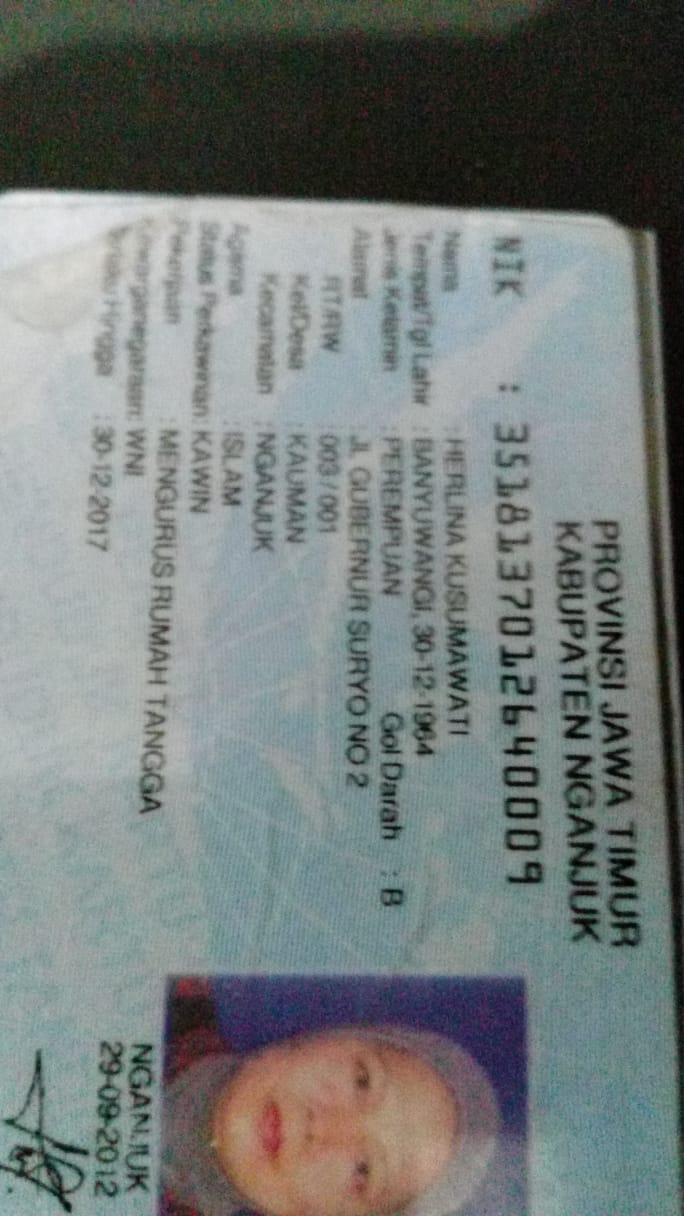 PROVINSI JAWA TIMUR
KABUPATEN NGANJUK
NIK : 3518137012640009
Nama : HERLINA KUSUMAWATI
Tempat/Tgl Lahir : BANYUWANGI, 30-12-1964
Jenis Kelamin : PEREMPUAN Gol Darah : B
Alamat : Jl. GUBERNUR SURYO NO 2
RT/RW : 003 / 001
Kel/Desa : KAUMAN
Kecamatan : NGANJUK
Agama : ISLAM
Status Perkawinan : KAWIN
Pekerjaan : MENGURUS RUMAH TANGGA
Kewarganegaraan : WNI
Berlaku Hingga : 30-12-2017
NGANJUK
29-09-2012